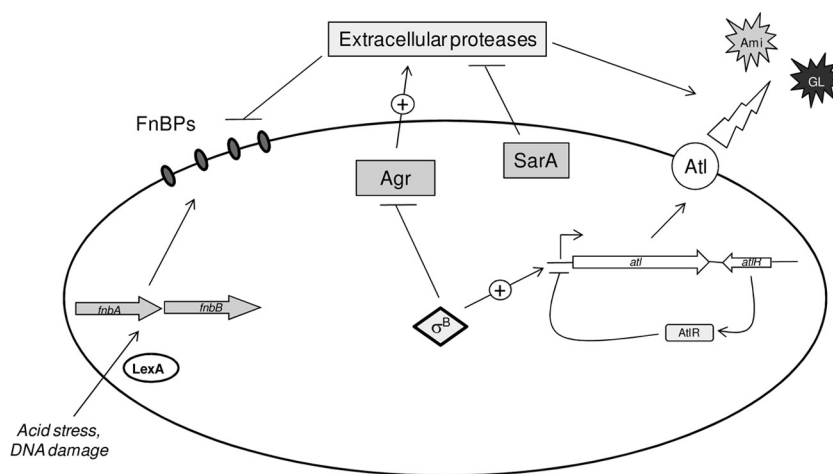 Extracellular proteases
Ami
GL
FnBPs
+
Agr
SarA
Atl
atl
atlR
fnbA
fnbB
+
σB
AtlR
LexA
Acid stress,
DNA damage